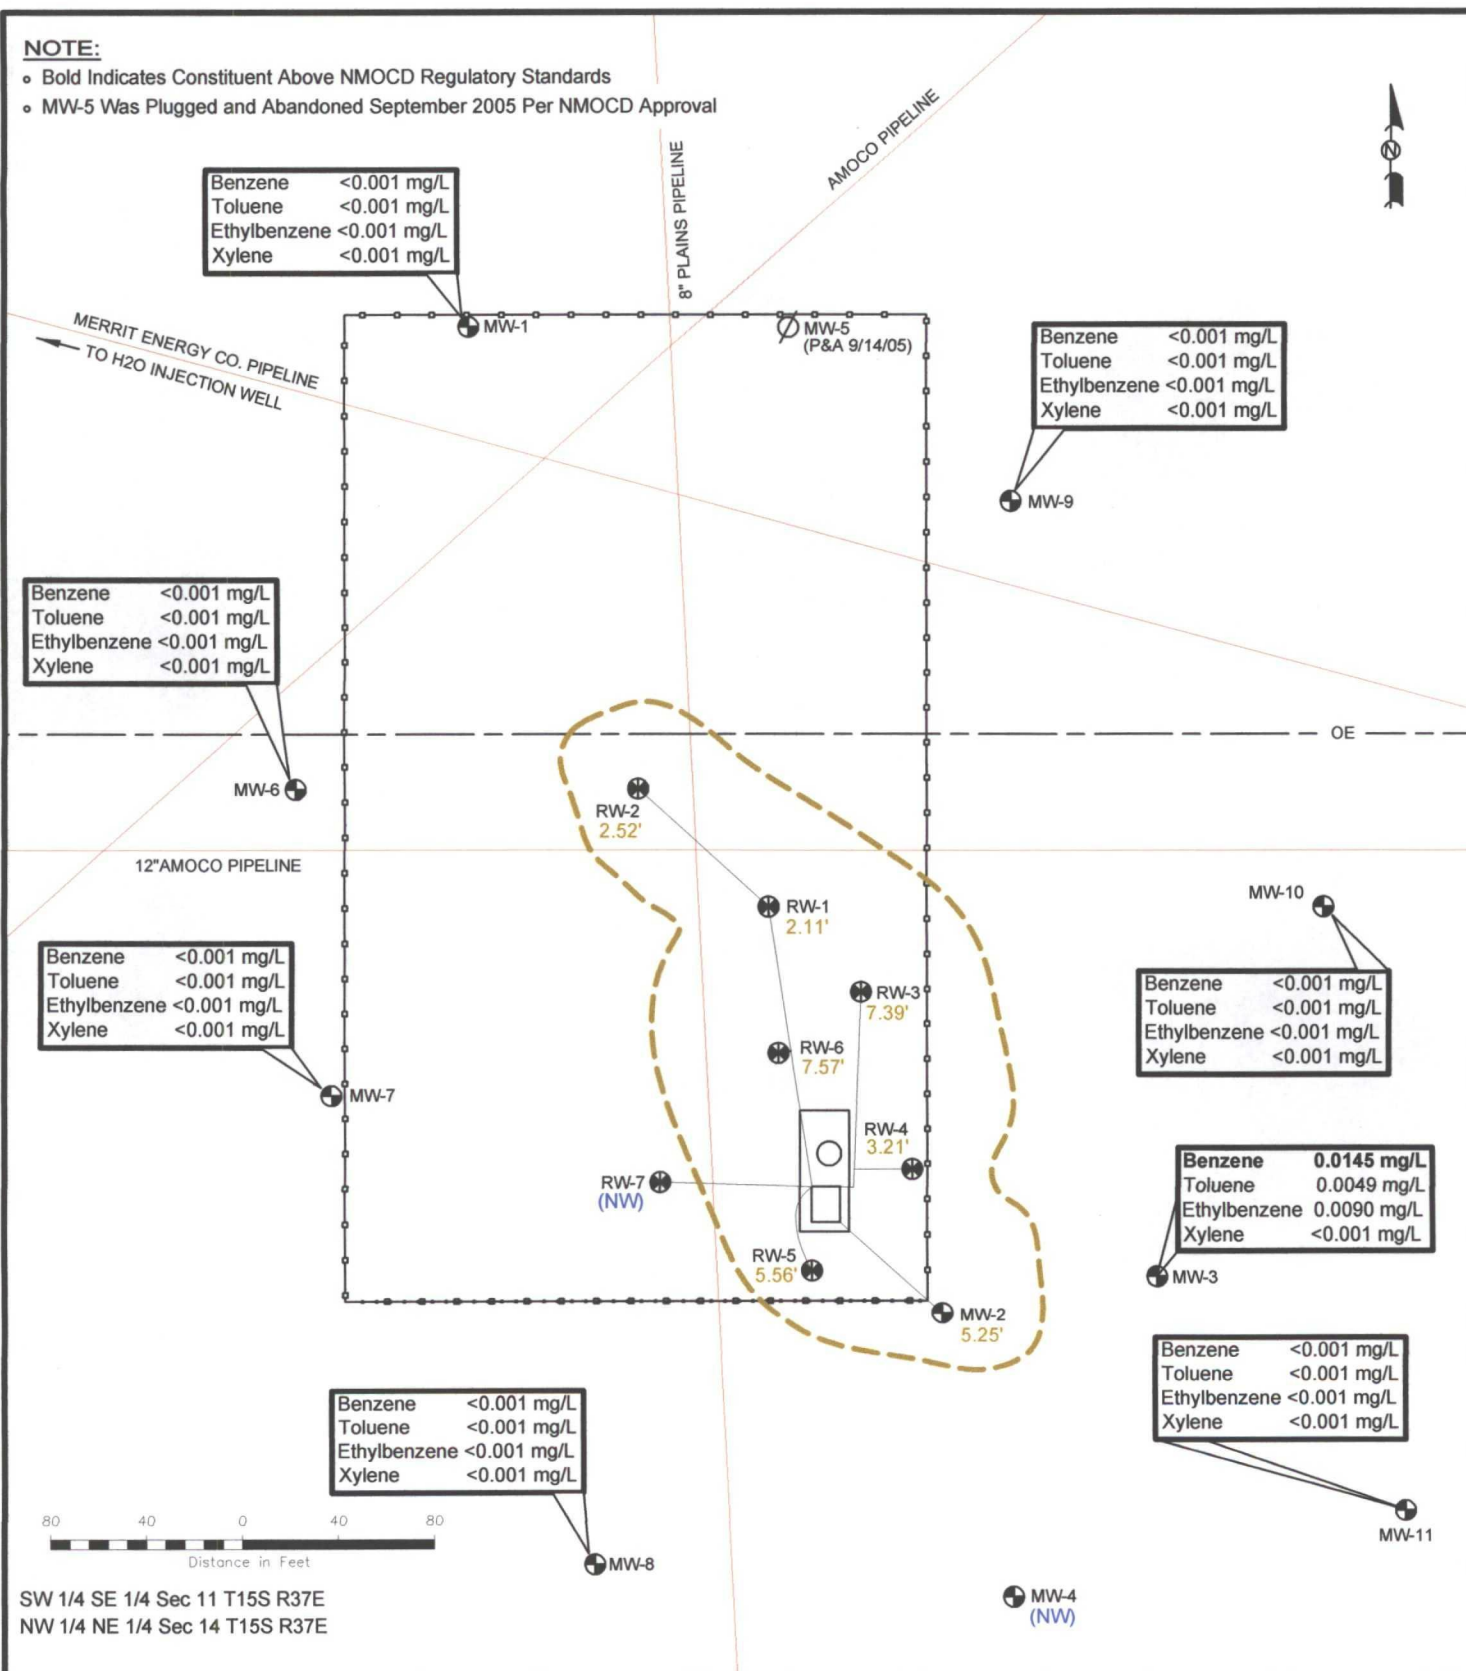 NOTE:
• Bold Indicates Constituent Above NMOCD Regulatory Standards
• MW-5 Was Plugged and Abandoned September 2005 Per NMOCD Approval
AMOCO PIPELINE
8" PLAINS PIPELINE
N
Benzene <0.001 mg/L
Toluene <0.001 mg/L
Ethylbenzene <0.001 mg/L
Xylene <0.001 mg/L
MW-1
MW-5
(P&A 9/14/05)
MERRIT ENERGY CO. PIPELINE
TO H2O INJECTION WELL
Benzene <0.001 mg/L
Toluene <0.001 mg/L
Ethylbenzene <0.001 mg/L
Xylene <0.001 mg/L
MW-9
Benzene <0.001 mg/L
Toluene <0.001 mg/L
Ethylbenzene <0.001 mg/L
Xylene <0.001 mg/L
OE
MW-6
RW-2
2.52'
12"AMOCO PIPELINE
RW-1
2.11'
MW-10
Benzene <0.001 mg/L
Toluene <0.001 mg/L
Ethylbenzene <0.001 mg/L
Xylene <0.001 mg/L
MW-7
RW-3
7.39'
Benzene <0.001 mg/L
Toluene <0.001 mg/L
Ethylbenzene <0.001 mg/L
Xylene <0.001 mg/L
RW-6
7.57'
RW-4
3.21'
RW-7
(NW)
Benzene 0.0145 mg/L
Toluene 0.0049 mg/L
Ethylbenzene 0.0090 mg/L
Xylene <0.001 mg/L
MW-3
RW-5
5.56'
MW-2
5.25'
Benzene <0.001 mg/L
Toluene <0.001 mg/L
Ethylbenzene <0.001 mg/L
Xylene <0.001 mg/L
MW-11
Benzene <0.001 mg/L
Toluene <0.001 mg/L
Ethylbenzene <0.001 mg/L
Xylene <0.001 mg/L
MW-8
MW-4
(NW)
80 40 0 40 80
Distance in Feet
SW 1/4 SE 1/4 Sec 11 T15S R37E
NW 1/4 NE 1/4 Sec 14 T15S R37E